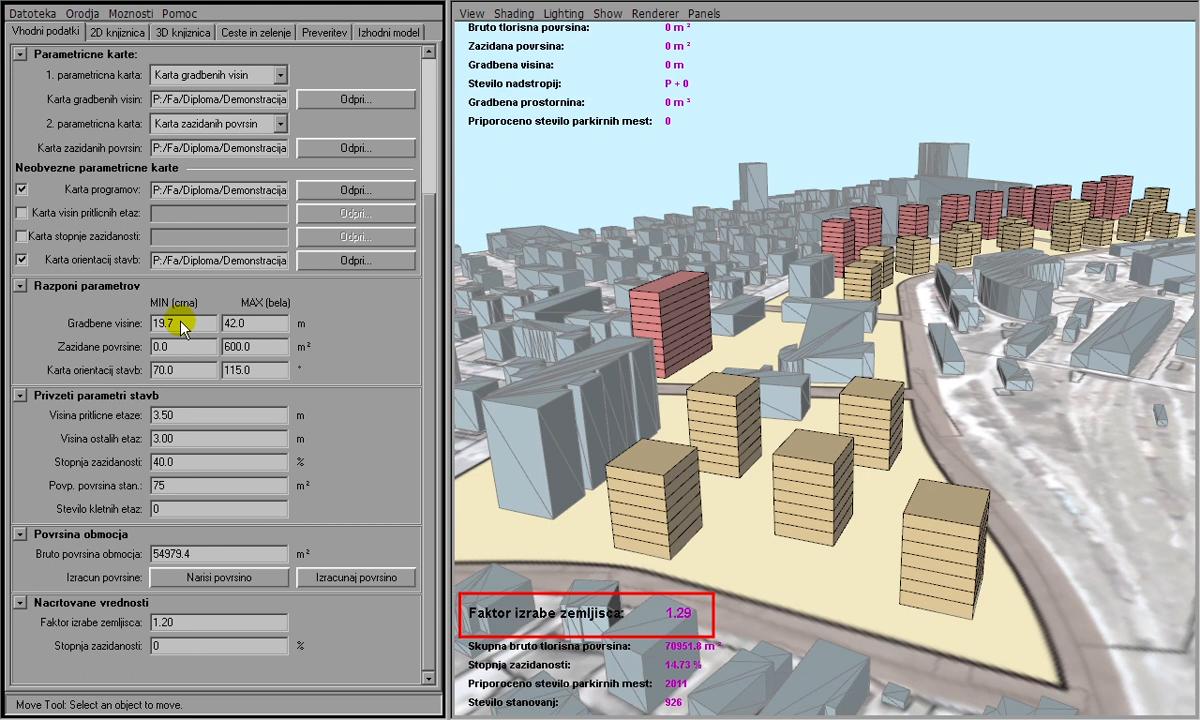 Datoteka Orodja Moznosti Pomoc
Vhodni podatki 2D knjiznica 3D knjiznica Ceste in zelenje Preveritev Izhodni model
Parametricne karte:
1. parametricna karta: Karta gradbenih visin
Karta gradbenih visin: P:/Fa/Diploma/Demonstracija Odpri...
2. parametricna karta: Karta zazidanih povrsin
Karta zazidanih povrsin: P:/Fa/Diploma/Demonstracija Odpri...
Neobvezne parametricne karte
Karta programov: P:/Fa/Diploma/Demonstracija Odpri...
Karta visin pritlicnih etaz: Odpri...
Karta stopnje zazidanosti: Odpri...
Karta orientacij stavb: P:/Fa/Diploma/Demonstracija Odpri...
Razponi parametrov
MIN (crna) MAX (bela)
Gradbene visine: 19.7 42.0 m
Zazidane povrsine: 0.0 600.0 m²
Karta orientacij stavb: 70.0 115.0 °
Privzeti parametri stavb
Visina pritlicne etaze: 3.50 m
Visina ostalih etaz: 3.00 m
Stopnja zazidanosti: 40.0 %
Povp. povrsina stan.: 75 m²
Stevilo kletnih etaz: 0
Povrsina obmocja
Bruto povrsina obmocja: 54979.4 m²
Izracun povrsine: Narisi povrsino Izracunaj povrsino
Nacrtovane vrednosti
Faktor izrabe zemljisca: 1.20
Stopnja zazidanosti: 0 %
Move Tool: Select an object to move.
View Shading Lighting Show Renderer Panels
Bruto tlorisna povrsina: 0 m²
Zazidana povrsina: 0 m²
Gradbena visina: 0 m
Stevilo nadstropij: P + 0
Gradbena prostornina: 0 m³
Priporoceno stevilo parkirnih mest: 0
Faktor izrabe zemljisca: 1.29
Skupna bruto tlorisna povrsina: 70951.8 m²
Stopnja zazidanosti: 14.73 %
Priporoceno stevilo parkirnih mest: 2011
Stevilo stanovanj: 926